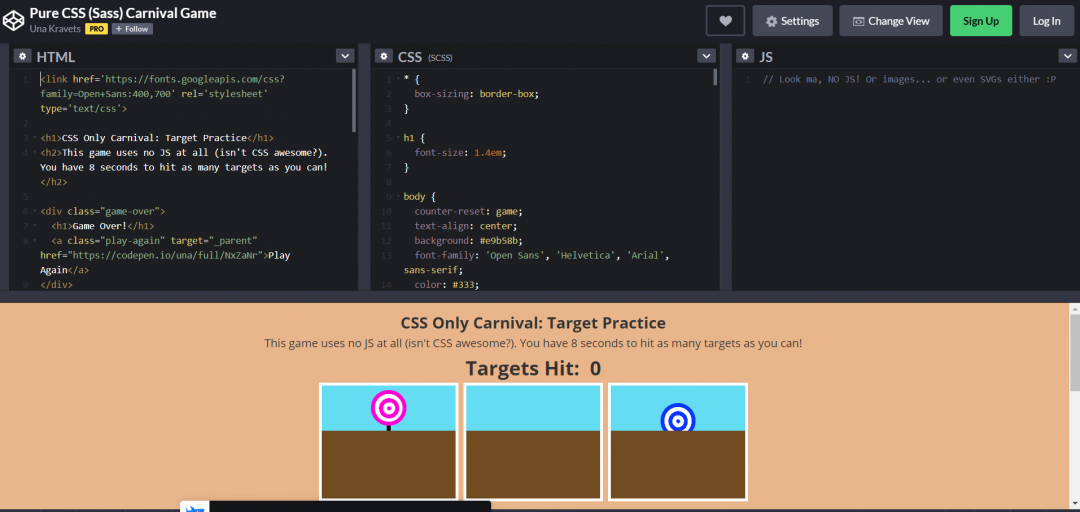 Pure CSS (Sass) Carnival Game
Una Kravets PRO + Follow
Settings
Change View
Sign Up
Log In
HTML
1 <link href='https://fonts.googleapis.com/css?
family=Open+Sans:400,700' rel='stylesheet'
type='text/css'>
2
3 <h1>CSS Only Carnival: Target Practice</h1>
4 <h2>This game uses no JS at all (isn't CSS awesome?).
You have 8 seconds to hit as many targets as you can!
</h2>
5
6 <div class="game-over">
7 <h1>Game Over!</h1>
8 <a class="play-again" target="_parent"
href="https://codepen.io/una/full/NxZaNr">Play
Again</a>
9 </div>
CSS (SCSS)
1 * {
2 box-sizing: border-box;
3 }
4
5 h1 {
6 font-size: 1.4em;
7 }
8
9 body {
10 counter-reset: game;
11 text-align: center;
12 background: #e9b58b;
13 font-family: 'Open Sans', 'Helvetica', 'Arial',
sans-serif;
14 color: #333;
JS
1 // Look ma, NO JS! Or images... or even SVGs either :P
CSS Only Carnival: Target Practice
This game uses no JS at all (isn't CSS awesome?). You have 8 seconds to hit as many targets as you can!
Targets Hit: 0